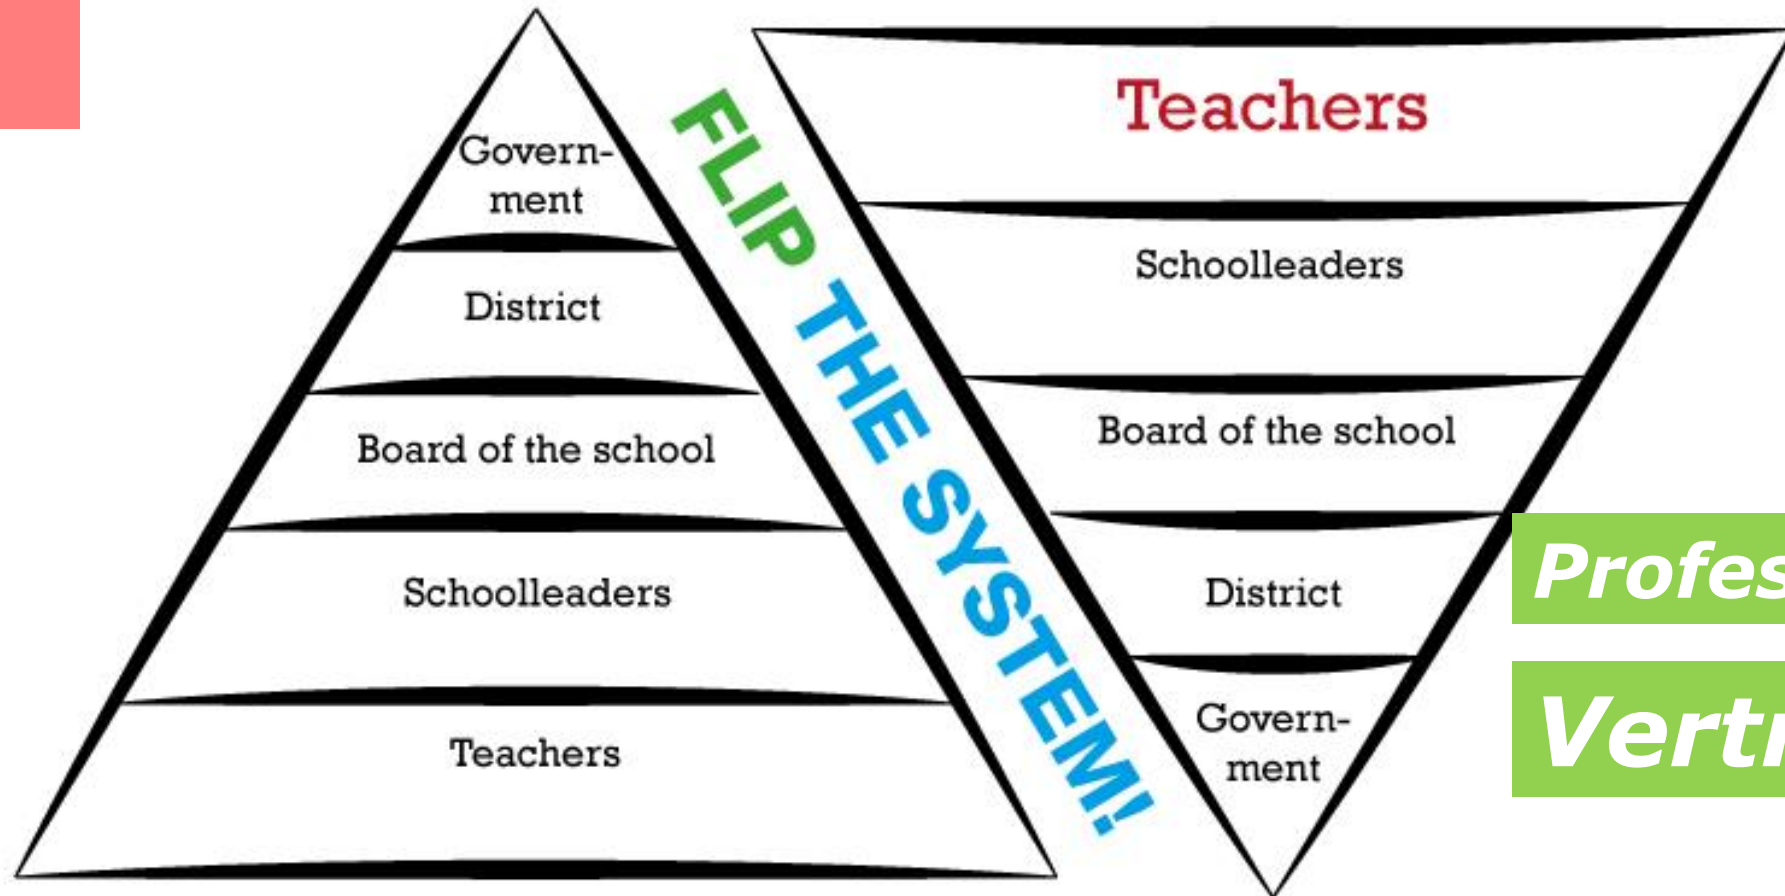 Govern-
ment
District
Board of the school
Schoolleaders
Teachers
FLIP THE SYSTEM!
Teachers
Schoolleaders
Board of the school
District
Govern-
ment